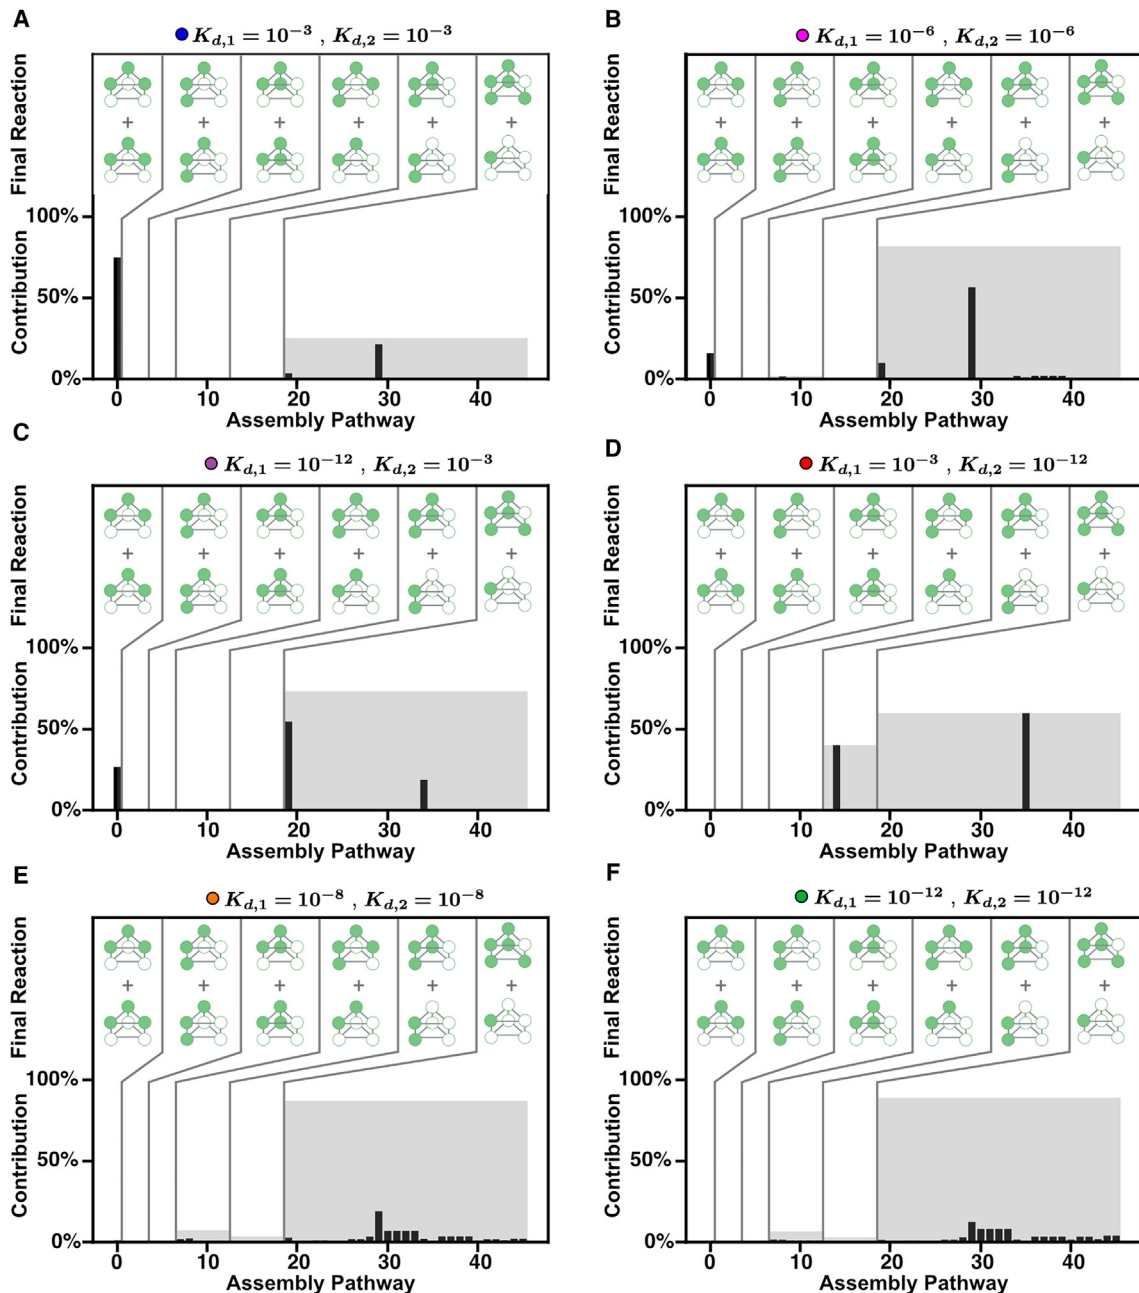 A
K_{d,1} = 10^{-3} , K_{d,2} = 10^{-3}
Final Reaction
+ + + + + +
100%
50%
0%
Contribution
0 10 20 30 40
Assembly Pathway
B
K_{d,1} = 10^{-6} , K_{d,2} = 10^{-6}
Final Reaction
+ + + + + +
100%
50%
0%
Contribution
0 10 20 30 40
Assembly Pathway
C
K_{d,1} = 10^{-12} , K_{d,2} = 10^{-3}
Final Reaction
+ + + + + +
100%
50%
0%
Contribution
0 10 20 30 40
Assembly Pathway
D
K_{d,1} = 10^{-3} , K_{d,2} = 10^{-12}
Final Reaction
+ + + + + +
100%
50%
0%
Contribution
0 10 20 30 40
Assembly Pathway
E
K_{d,1} = 10^{-8} , K_{d,2} = 10^{-8}
Final Reaction
+ + + + + +
100%
50%
0%
Contribution
0 10 20 30 40
Assembly Pathway
F
K_{d,1} = 10^{-12} , K_{d,2} = 10^{-12}
Final Reaction
+ + + + + +
100%
50%
0%
Contribution
0 10 20 30 40
Assembly Pathway